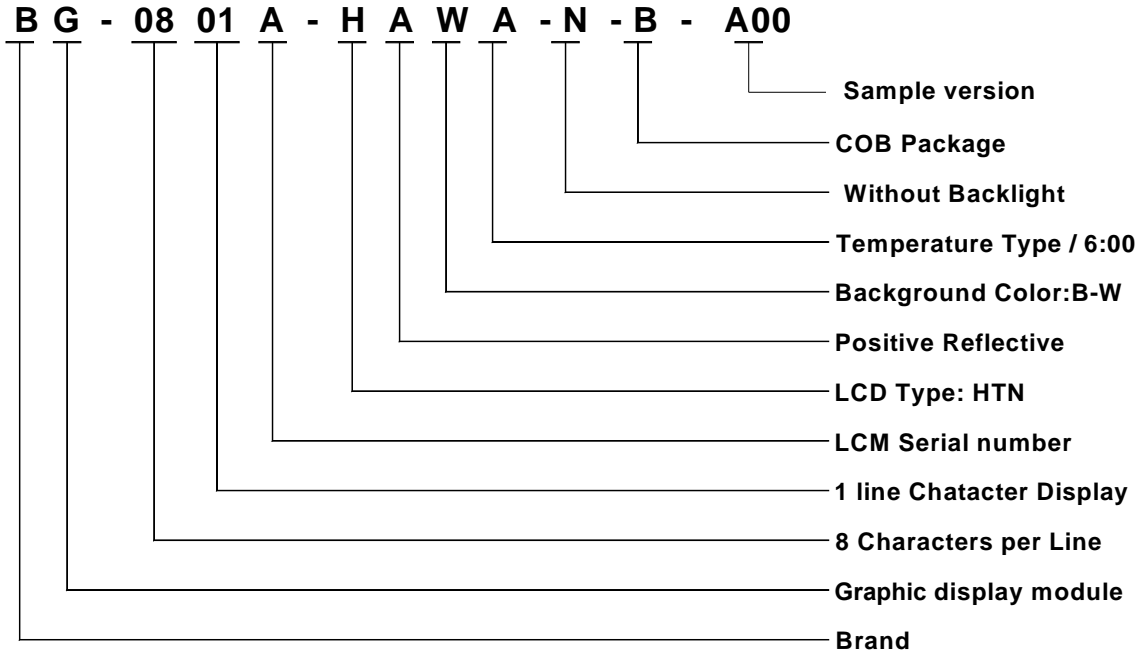 B G - 08 01 A - H A W A - N - B - A00
Sample version
COB Package
Without Backlight
Temperature Type / 6:00
Background Color:B-W
Positive Reflective
LCD Type: HTN
LCM Serial number
1 line Chatacter Display
8 Characters per Line
Graphic display module
Brand